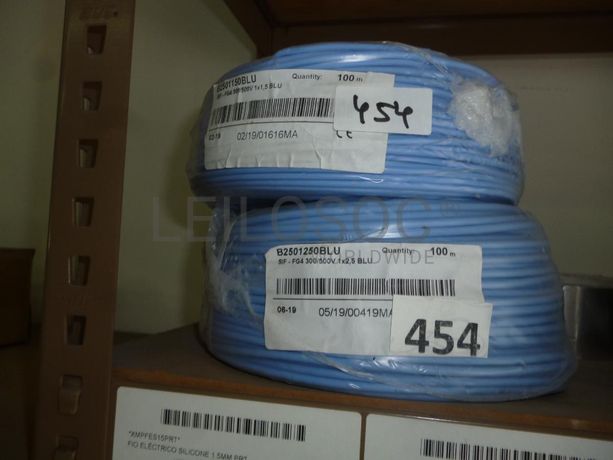 B2501150BLU Quantity: 100 m
SIF - FG4 300/500V 1x1,5 BLU
454
02-19 02/19/01616MA CE
LEILOSOC®
WORLDWIDE
B2501250BLU Quantity: 100 m
SIF - FG4 300/500V 1x2,5 BLU
06-19 05/19/00419MA
454
*XMPFES15PRT*
FIO ELÉCTRICO SILICONE 1.5MM PRT